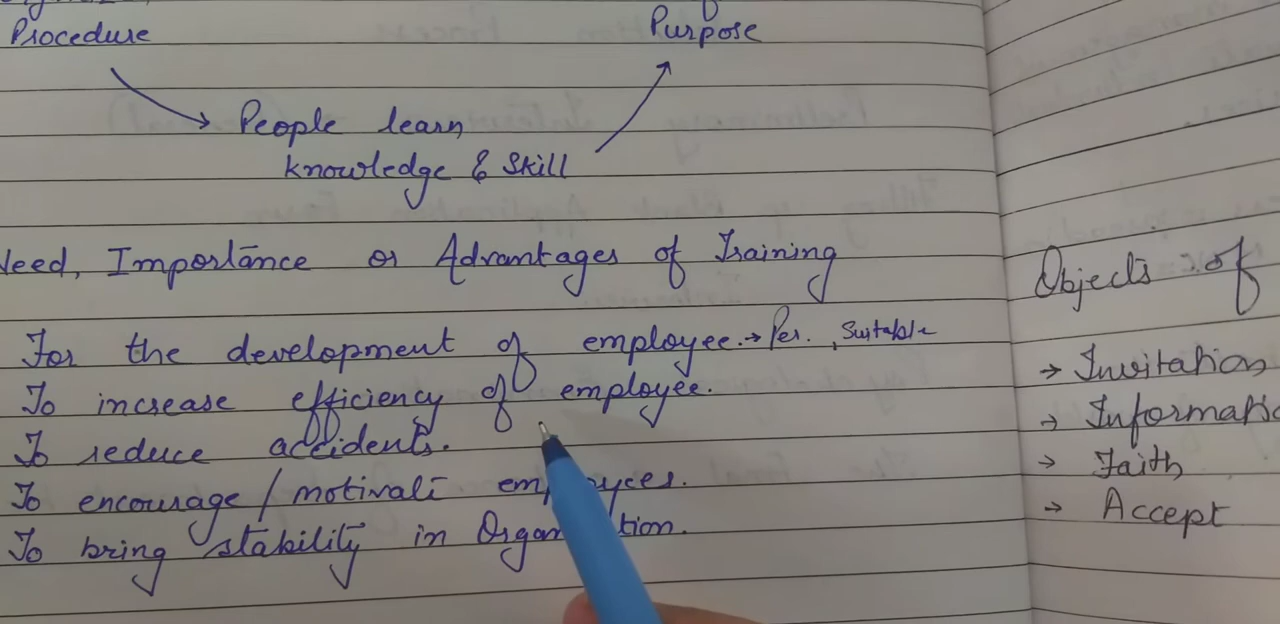 Procedure
Purpose
People learn
knowledge & Skill
Need, Importance or Advantages of Training
For the development of employee. → Per., Suitable
To increase efficiency of employee.
To reduce accidents.
To encourage / motivate
To bring stability in
Objects of
→ Invitation
→
→ Faith
→ Accept